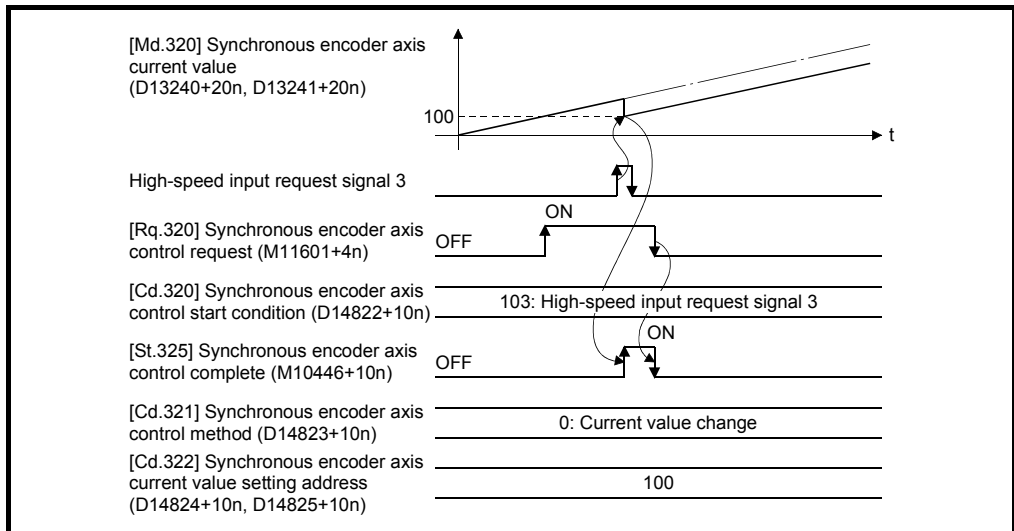 [Md.320] Synchronous encoder axis
current value
(D13240+20n, D13241+20n)
100
t
High-speed input request signal 3
ON
[Rq.320] Synchronous encoder axis
control request (M11601+4n)
OFF
[Cd.320] Synchronous encoder axis
control start condition (D14822+10n)
103: High-speed input request signal 3
ON
[St.325] Synchronous encoder axis
control complete (M10446+10n)
OFF
[Cd.321] Synchronous encoder axis
control method (D14823+10n)
0: Current value change
[Cd.322] Synchronous encoder axis
current value setting address
(D14824+10n, D14825+10n)
100